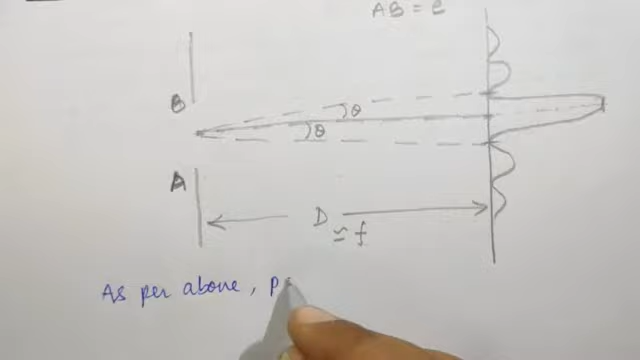 AB = e
B
θ
θ
A
D
≃ f
As per above,